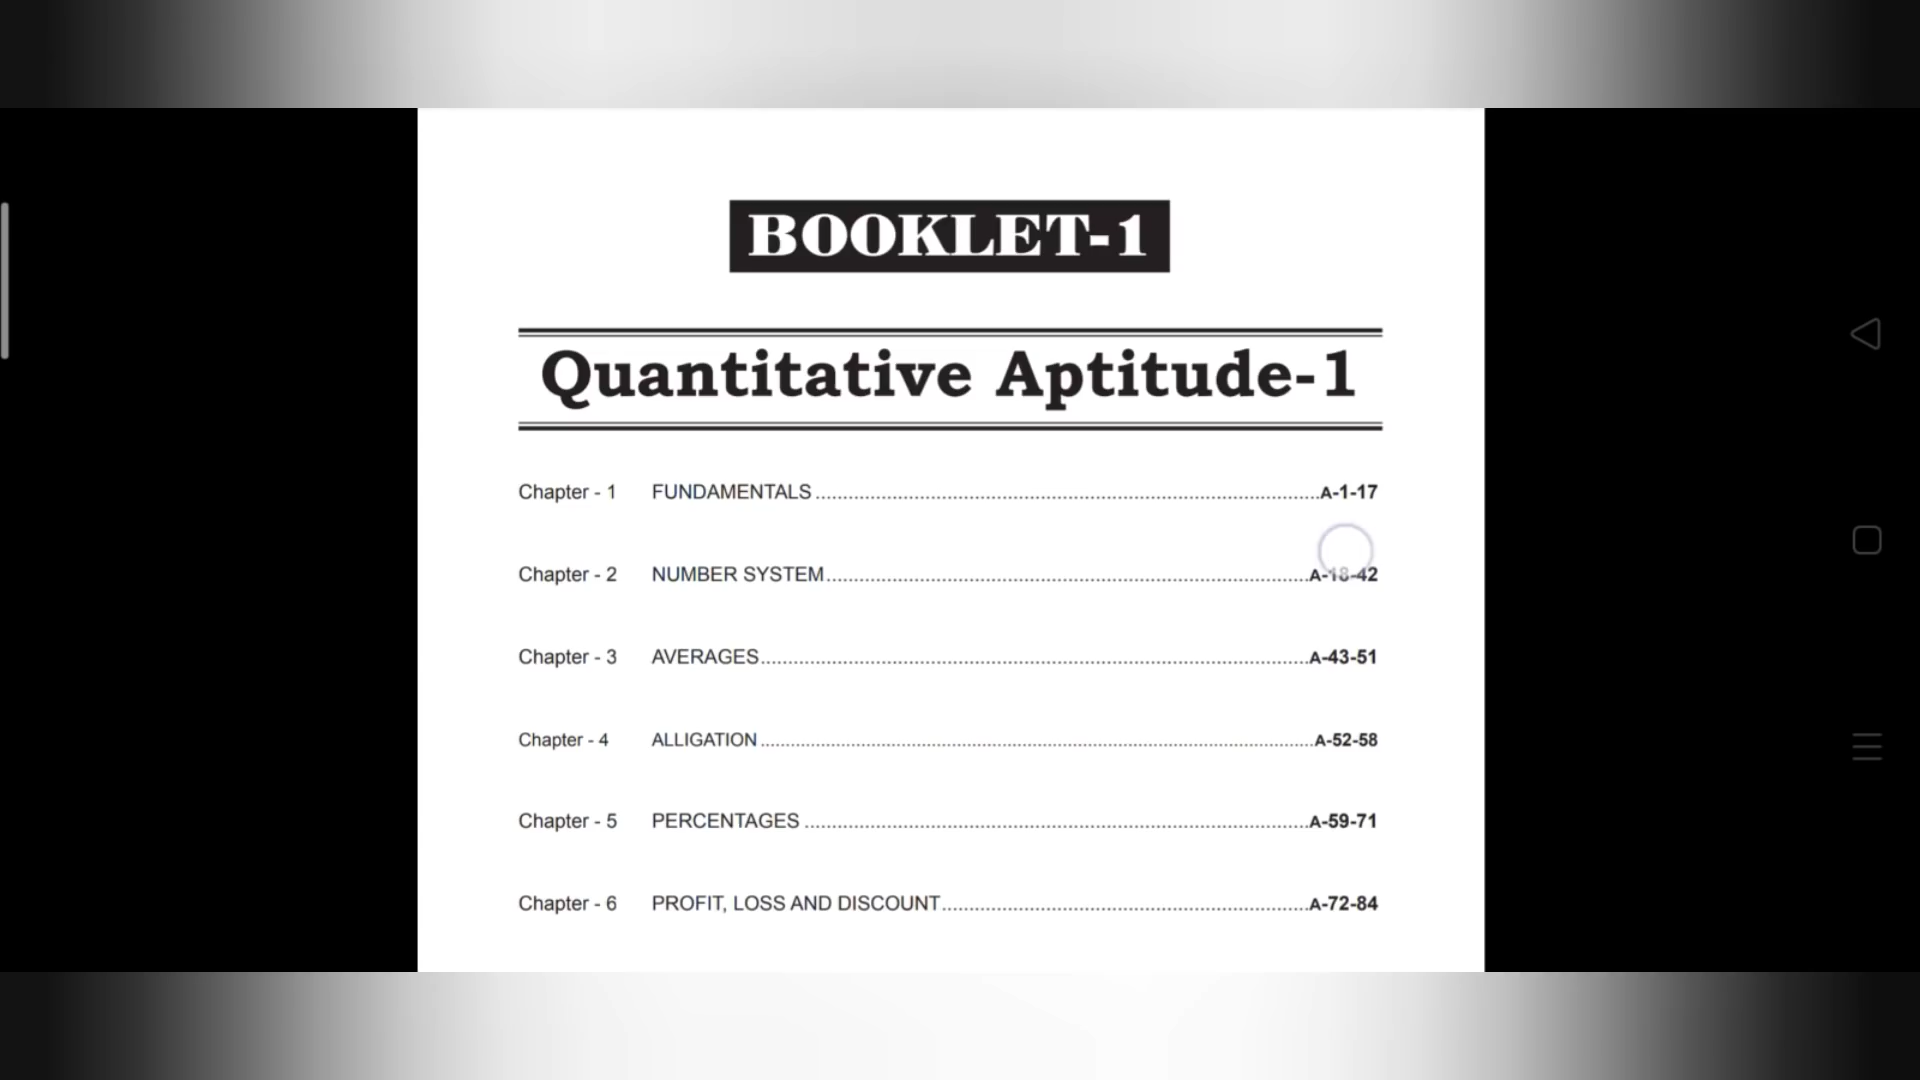 BOOKLET-1
Quantitative Aptitude-1
Chapter - 1 FUNDAMENTALS ........ A-1-17
Chapter - 2 NUMBER SYSTEM ........ A-18-42
Chapter - 3 AVERAGES ........ A-43-51
Chapter - 4 ALLIGATION ........ A-52-58
Chapter - 5 PERCENTAGES ........ A-59-71
Chapter - 6 PROFIT, LOSS AND DISCOUNT ........ A-72-84